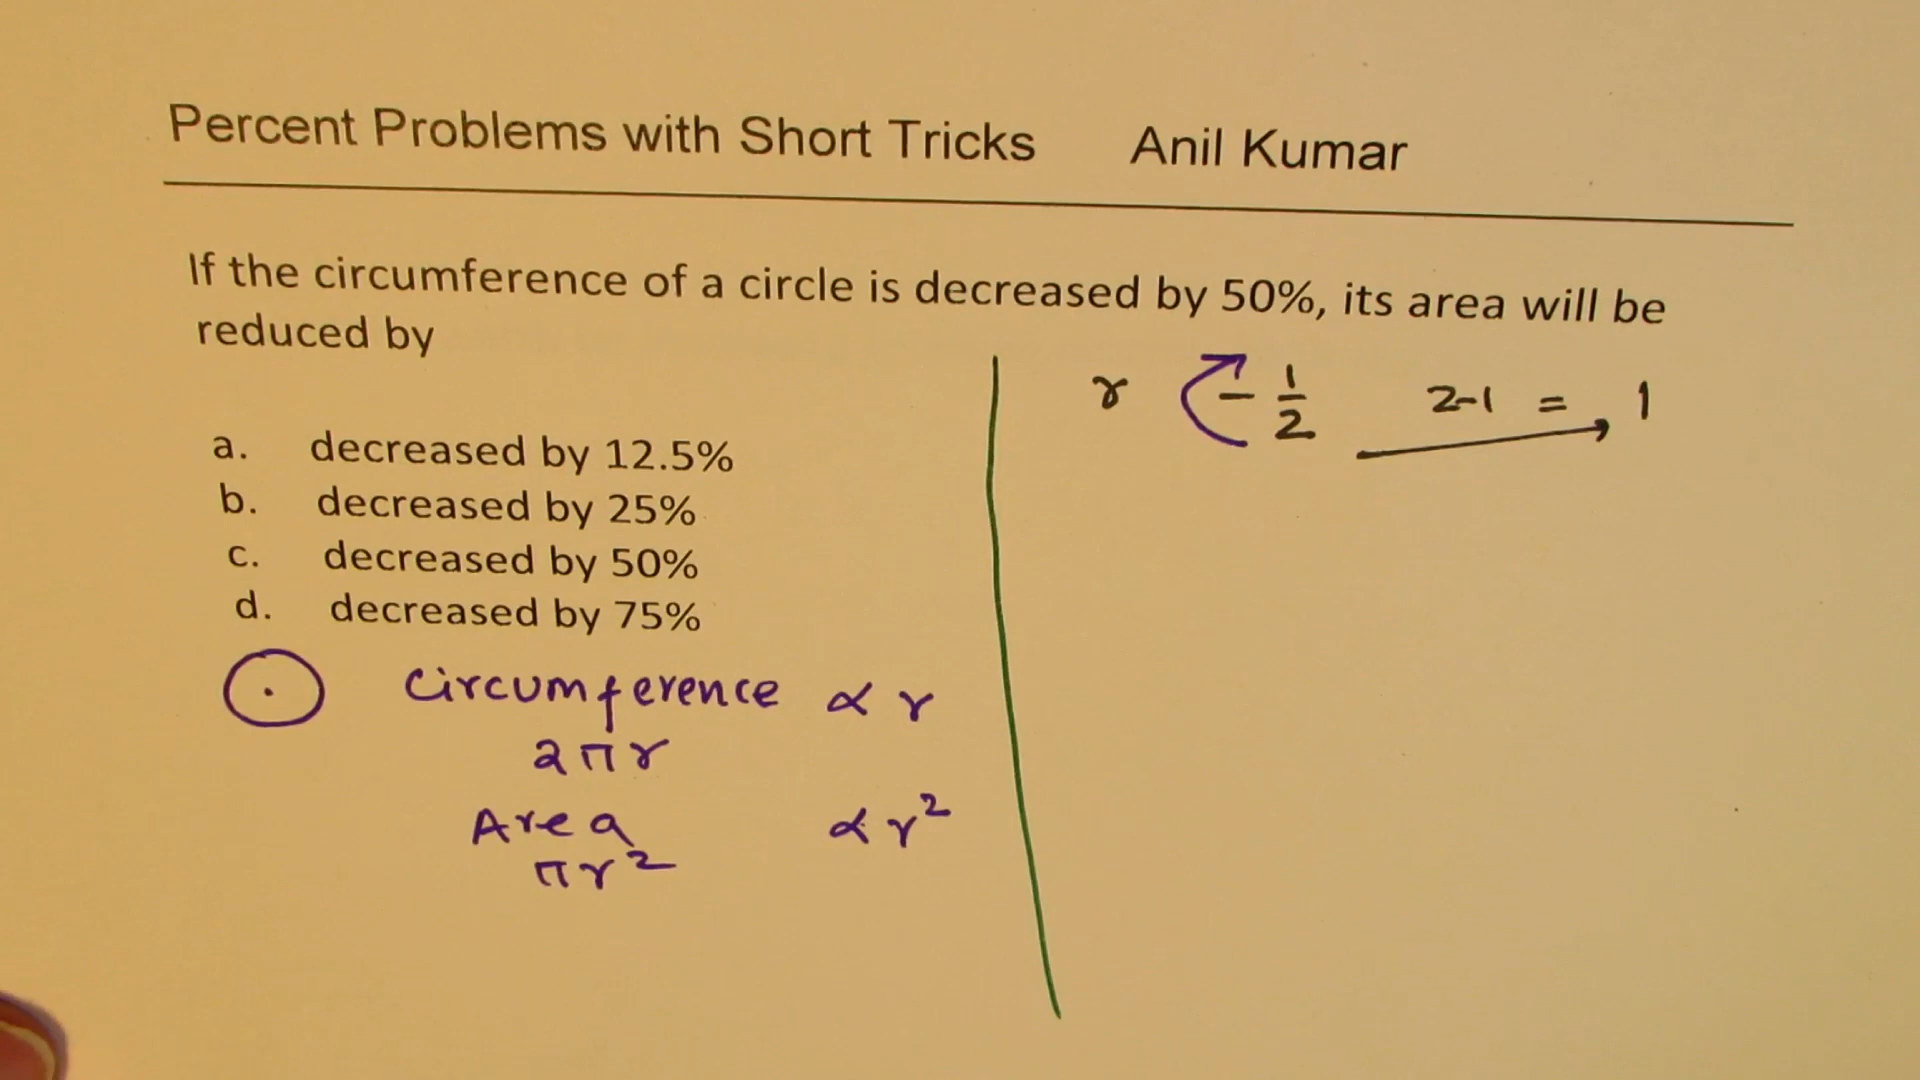 Percent Problems with Short Tricks Anil Kumar
If the circumference of a circle is decreased by 50%, its area will be
reduced by
a. decreased by 12.5%
b. decreased by 25%
c. decreased by 50%
d. decreased by 75%
Circumference ∝ r
2πr
Area ∝ r²
πr²
r - 1/2 2-1 = 1